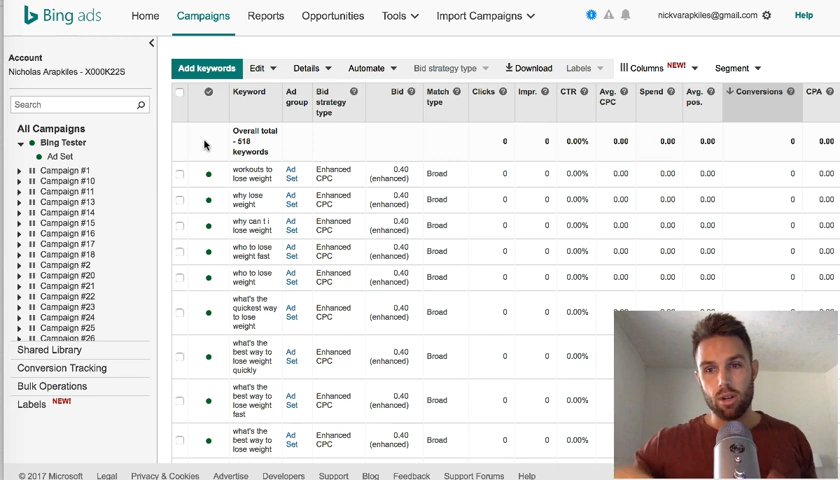 Bing ads
Home
Campaigns
Reports
Opportunities
Tools
Import Campaigns
nickvarapkiles@gmail.com
Help
Account
Nicholas Arapkiles - X000K22S
Search
All Campaigns
Bing Tester
Ad Set
Campaign #1
Campaign #10
Campaign #11
Campaign #13
Campaign #14
Campaign #15
Campaign #16
Campaign #17
Campaign #18
Campaign #2
Campaign #20
Campaign #21
Campaign #22
Campaign #23
Campaign #24
Campaign #25
Campaign #26
Shared Library
Conversion Tracking
Bulk Operations
Labels NEW!
Add keywords
Edit
Details
Automate
Bid strategy type
Download
Labels
Columns NEW!
Segment
Keyword
Ad
group
Bid
strategy
type
Bid
Match
type
Clicks
Impr.
CTR
Avg.
CPC
Spend
Avg.
pos.
Conversions
CPA
Overall total
- 518
keywords
0 0 0.00% 0.00 0.00 0.00 0 0.00
workouts to
lose weight
Ad
Set
Enhanced
CPC
0.40
(enhanced)
Broad
0 0 0.00% 0.00 0.00 0.00 0 0.00
why lose
weight
Ad
Set
Enhanced
CPC
0.40
(enhanced)
Broad
0 0 0.00% 0.00 0.00 0.00 0 0.00
why can t i
lose weight
Ad
Set
Enhanced
CPC
0.40
(enhanced)
Broad
0 0 0.00% 0.00 0.00 0.00 0 0.00
who to lose
weight fast
Ad
Set
Enhanced
CPC
0.40
(enhanced)
Broad
0 0 0.00% 0.00 0.00 0.00 0 0.00
who to lose
weight
Ad
Set
Enhanced
CPC
0.40
(enhanced)
Broad
0 0 0.00% 0.00 0.00 0.00 0 0.00
what's the
quickest way
to lose
weight
Ad
Set
Enhanced
CPC
0.40
(enhanced)
Broad
0 0 0.00%
what's the
best way to
lose weight
quickly
Ad
Set
Enhanced
CPC
0.40
(enhanced)
Broad
0 0 0.00%
what's the
best way to
lose weight
fast
Ad
Set
Enhanced
CPC
0.40
(enhanced)
Broad
0 0 0.00%
what's the
best way to
lose weight
Ad
Set
Enhanced
CPC
0.40
(enhanced)
Broad
0 0 0.00%
© 2017 Microsoft
Legal
Privacy & Cookies
Advertise
Developers
Support
Blog
Feedback
Support Forums
Help